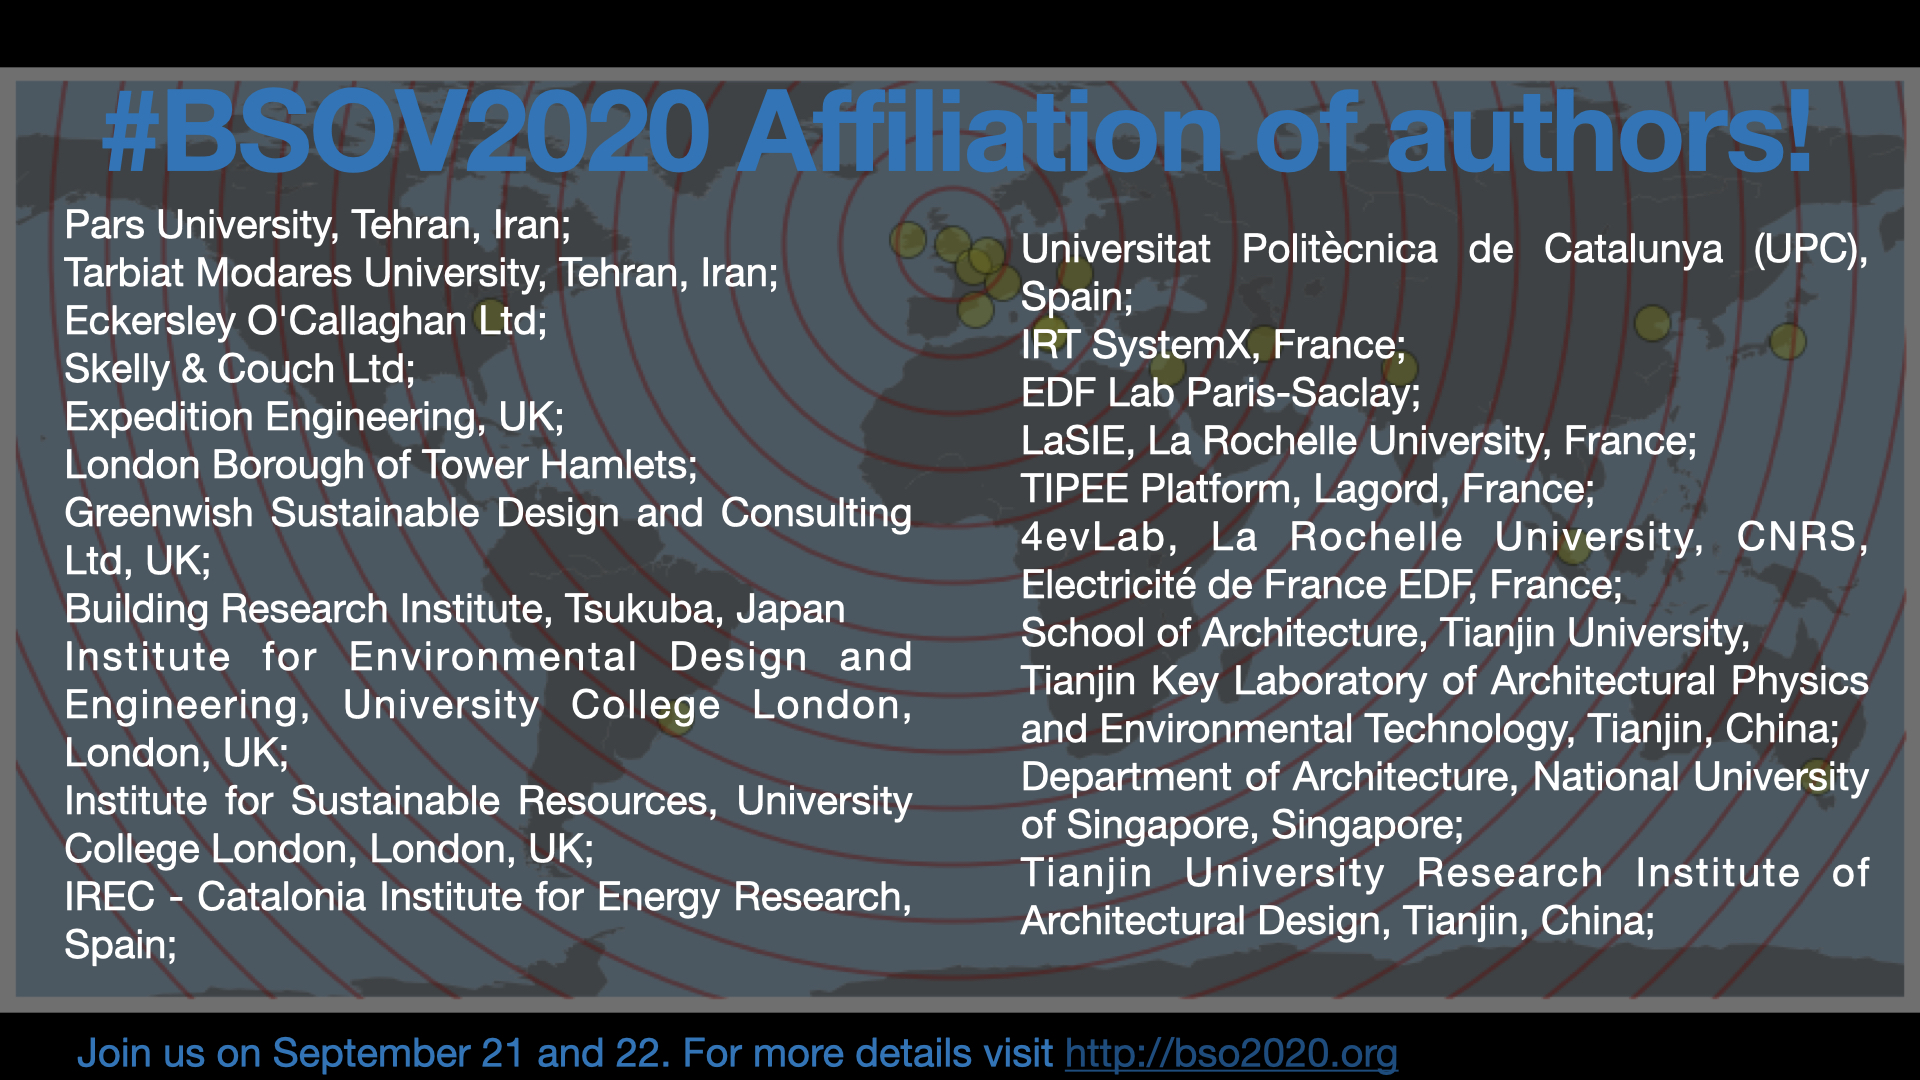 #BSOV2020 Affiliation of authors!
Pars University, Tehran, Iran;
Tarbiat Modares University, Tehran, Iran;
Eckersley O'Callaghan Ltd;
Skelly & Couch Ltd;
Expedition Engineering, UK;
London Borough of Tower Hamlets;
Greenwish Sustainable Design and Consulting
Ltd, UK;
Building Research Institute, Tsukuba, Japan
Institute for Environmental Design and
Engineering, University College London,
London, UK;
Institute for Sustainable Resources, University
College London, London, UK;
IREC - Catalonia Institute for Energy Research,
Spain;
Universitat Politècnica de Catalunya (UPC),
Spain;
IRT SystemX, France;
EDF Lab Paris-Saclay;
LaSIE, La Rochelle University, France;
TIPEE Platform, Lagord, France;
4evLab, La Rochelle University, CNRS,
Electricité de France EDF, France;
School of Architecture, Tianjin University,
Tianjin Key Laboratory of Architectural Physics
and Environmental Technology, Tianjin, China;
Department of Architecture, National University
of Singapore, Singapore;
Tianjin University Research Institute of
Architectural Design, Tianjin, China;
Join us on September 21 and 22. For more details visit http://bso2020.org